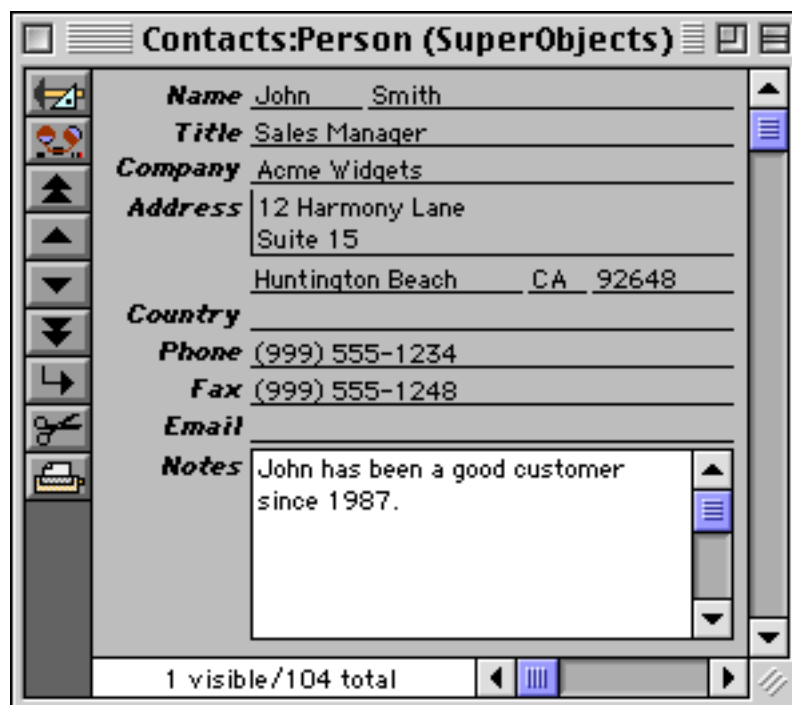 Contacts:Person (SuperObjects)
Name John Smith
Title Sales Manager
Company Acme Widgets
Address 12 Harmony Lane
Suite 15
Huntington Beach CA 92648
Country
Phone (999) 555-1234
Fax (999) 555-1248
Email
Notes John has been a good customer
since 1987.
1 visible/104 total